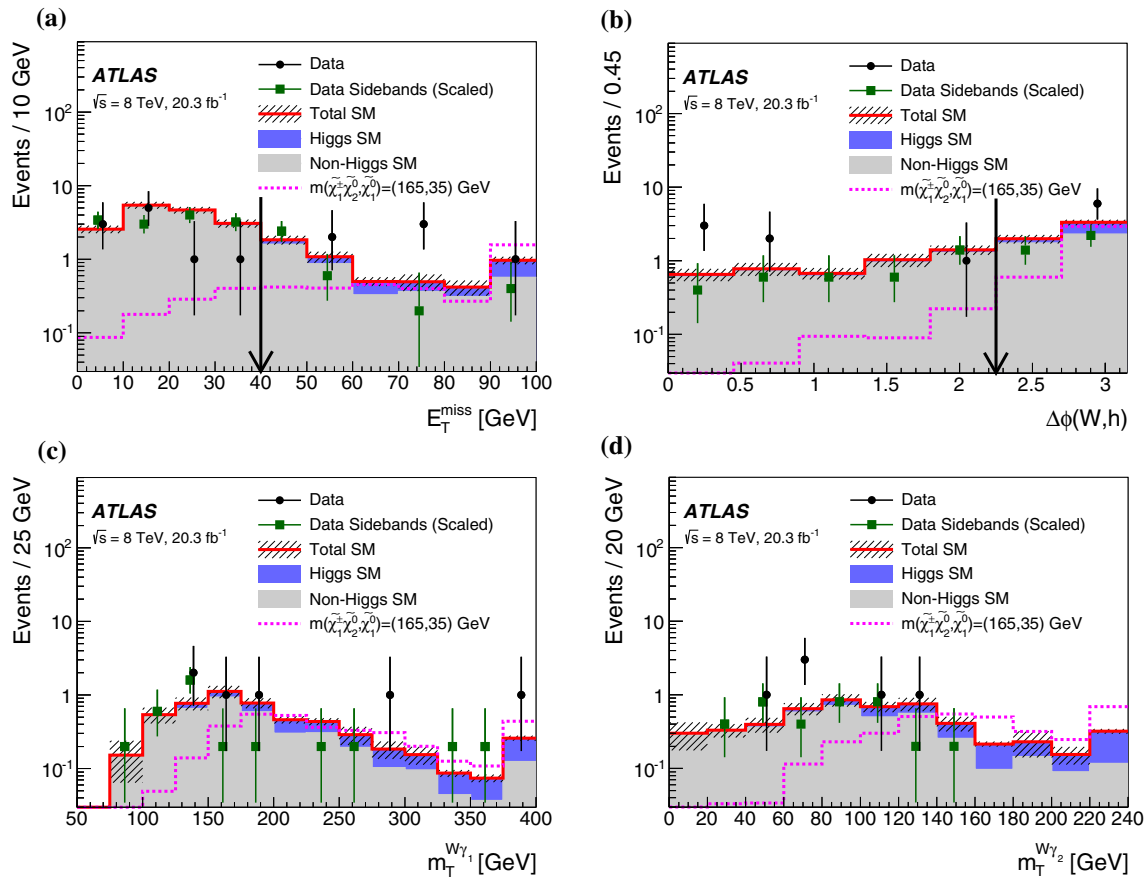 (a)
Events / 10 GeV
ATLAS
√s = 8 TeV, 20.3 fb⁻¹
Data
Data Sidebands (Scaled)
Total SM
Higgs SM
Non-Higgs SM
m(χ̃₁±χ̃₂⁰,χ̃₁⁰)=(165,35) GeV
10²
10
1
10⁻¹
0 10 20 30 40 50 60 70 80 90 100
E_T^miss [GeV]
(b)
Events / 0.45
ATLAS
√s = 8 TeV, 20.3 fb⁻¹
Data
Data Sidebands (Scaled)
Total SM
Higgs SM
Non-Higgs SM
m(χ̃₁±χ̃₂⁰,χ̃₁⁰)=(165,35) GeV
10²
10
1
10⁻¹
0 0.5 1 1.5 2 2.5 3
Δϕ(W,h)
(c)
Events / 25 GeV
ATLAS
√s = 8 TeV, 20.3 fb⁻¹
Data
Data Sidebands (Scaled)
Total SM
Higgs SM
Non-Higgs SM
m(χ̃₁±χ̃₂⁰,χ̃₁⁰)=(165,35) GeV
10²
10
1
10⁻¹
50 100 150 200 250 300 350 400
m_T^Wγ₁ [GeV]
(d)
Events / 20 GeV
ATLAS
√s = 8 TeV, 20.3 fb⁻¹
Data
Data Sidebands (Scaled)
Total SM
Higgs SM
Non-Higgs SM
m(χ̃₁±χ̃₂⁰,χ̃₁⁰)=(165,35) GeV
10²
10
1
10⁻¹
0 20 40 60 80 100 120 140 160 180 200 220 240
m_T^Wγ₂ [GeV]